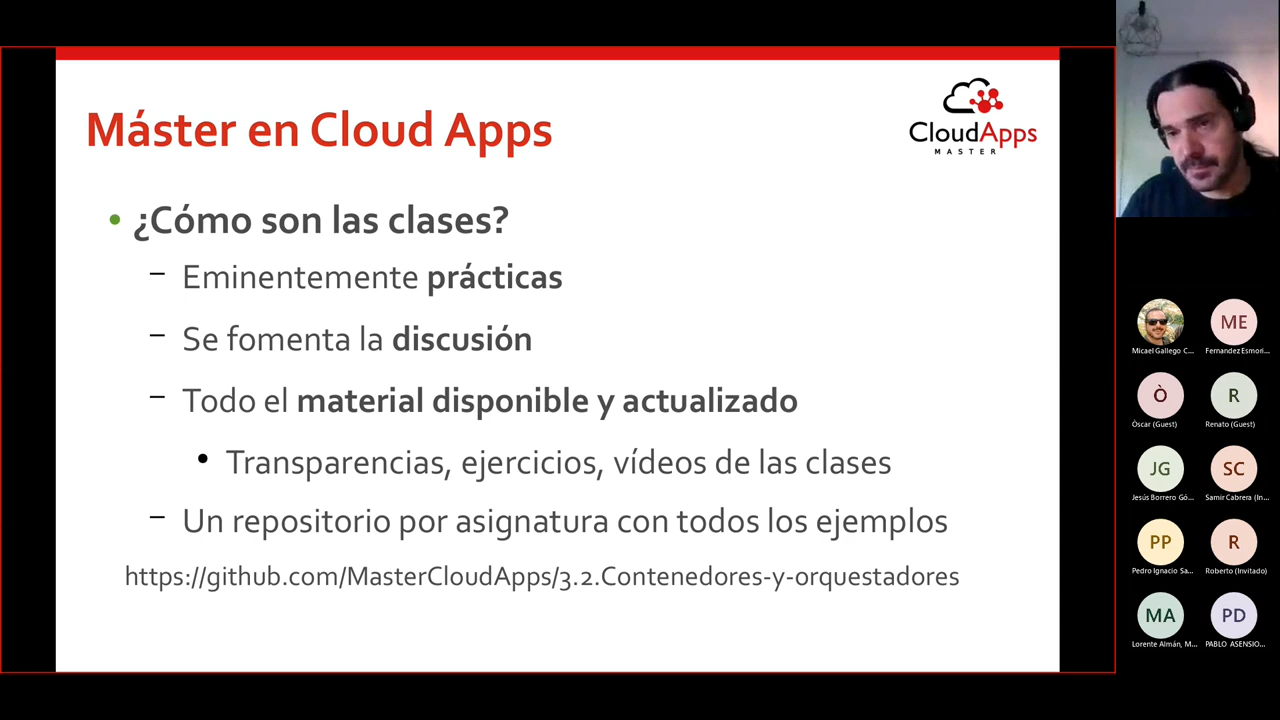 Máster en Cloud Apps
CloudApps
MASTER
¿Cómo son las clases?
Eminentemente prácticas
Se fomenta la discusión
Todo el material disponible y actualizado
Transparencias, ejercicios, vídeos de las clases
Un repositorio por asignatura con todos los ejemplos
https://github.com/MasterCloudApps/3.2.Contenedores-y-orquestadores
ME
Micael Gallego C...
Fernandez Esmori...
Ò
R
Òscar (Guest)
Renato (Guest)
JG
SC
Jesús Borrero Gó...
Samir Cabrera (In...
PP
R
Pedro Ignacio Sa...
Roberto (Invitado)
MA
PD
Lorente Almán, M...
PABLO ASENSIO...